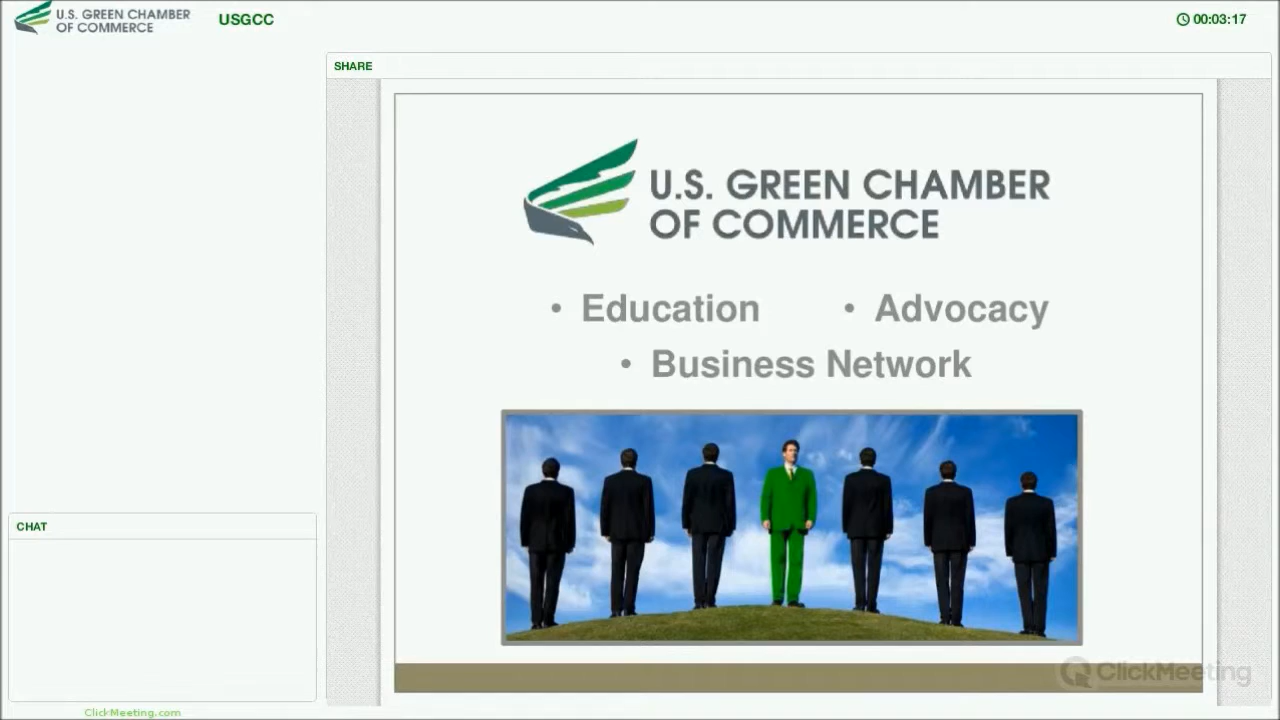 U.S. GREEN CHAMBER
OF COMMERCE
USGCC
00:03:17
SHARE
U.S. GREEN CHAMBER
OF COMMERCE
• Education • Advocacy
• Business Network
CHAT
ClickMeeting
ClickMeeting.com